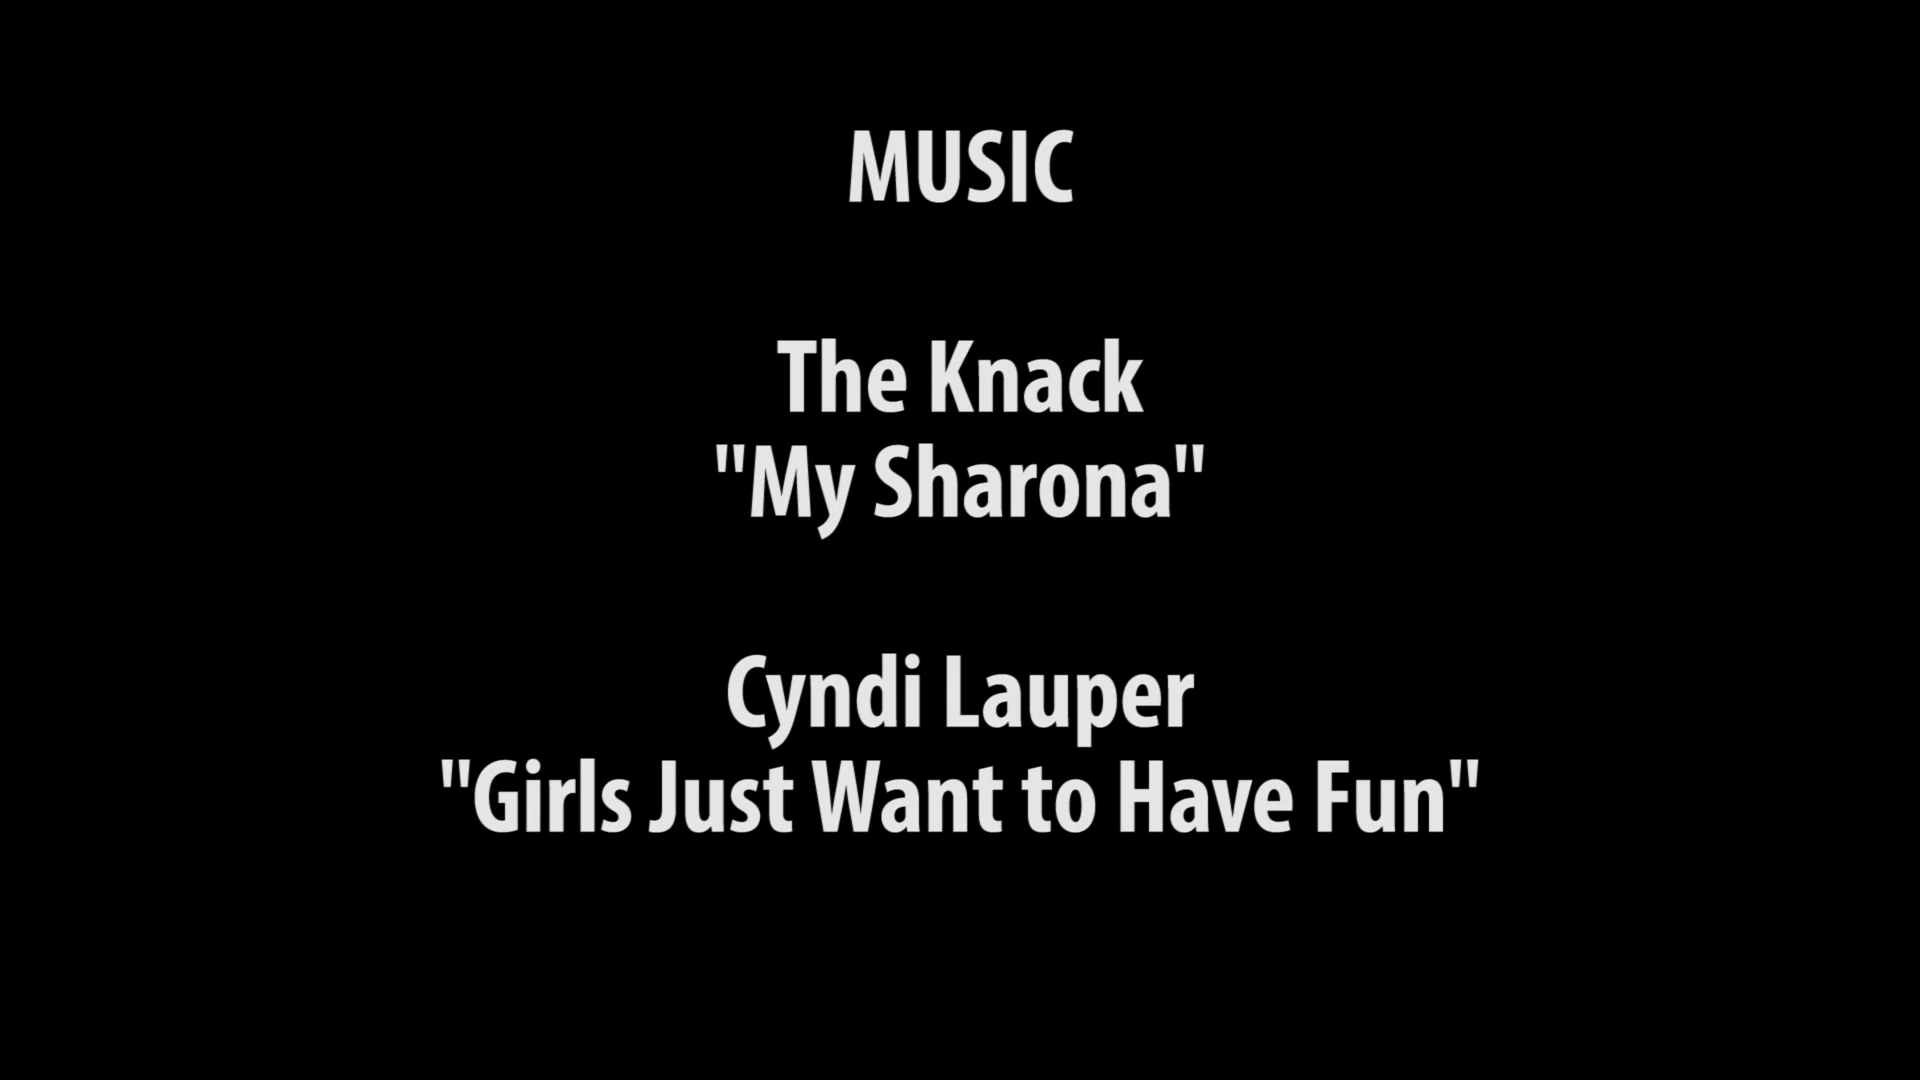 MUSIC
The Knack
"My Sharona"
Cyndi Lauper
"Girls Just Want to Have Fun"